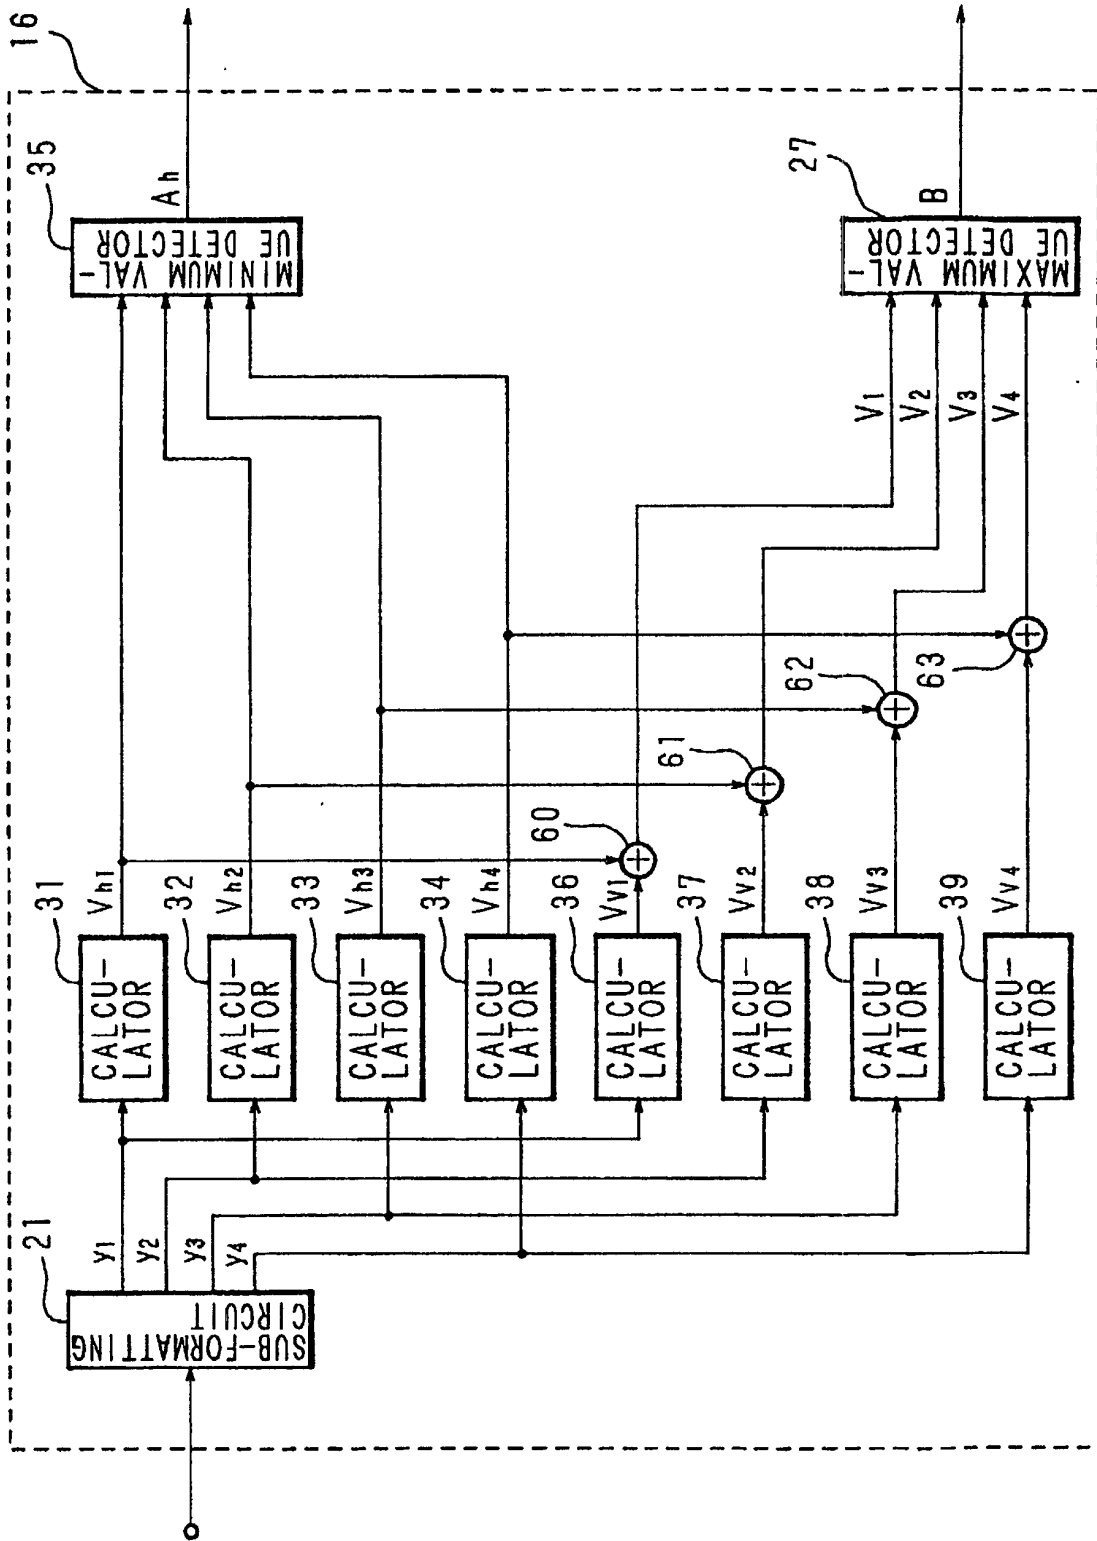 16
35
Ah
MINIMUM VAL-
UE DETECTOR
27
B
MAXIMUM VAL-
UE DETECTOR
V1
V2
V3
V4
60
61
62
63
31
Vh1
CALCU-
LATOR
32
Vh2
CALCU-
LATOR
33
Vh3
CALCU-
LATOR
34
Vh4
CALCU-
LATOR
36
Vv1
CALCU-
LATOR
37
Vv2
CALCU-
LATOR
38
Vv3
CALCU-
LATOR
39
Vv4
CALCU-
LATOR
21
y1
y2
y3
y4
SUB-FORMATTING
CIRCUIT